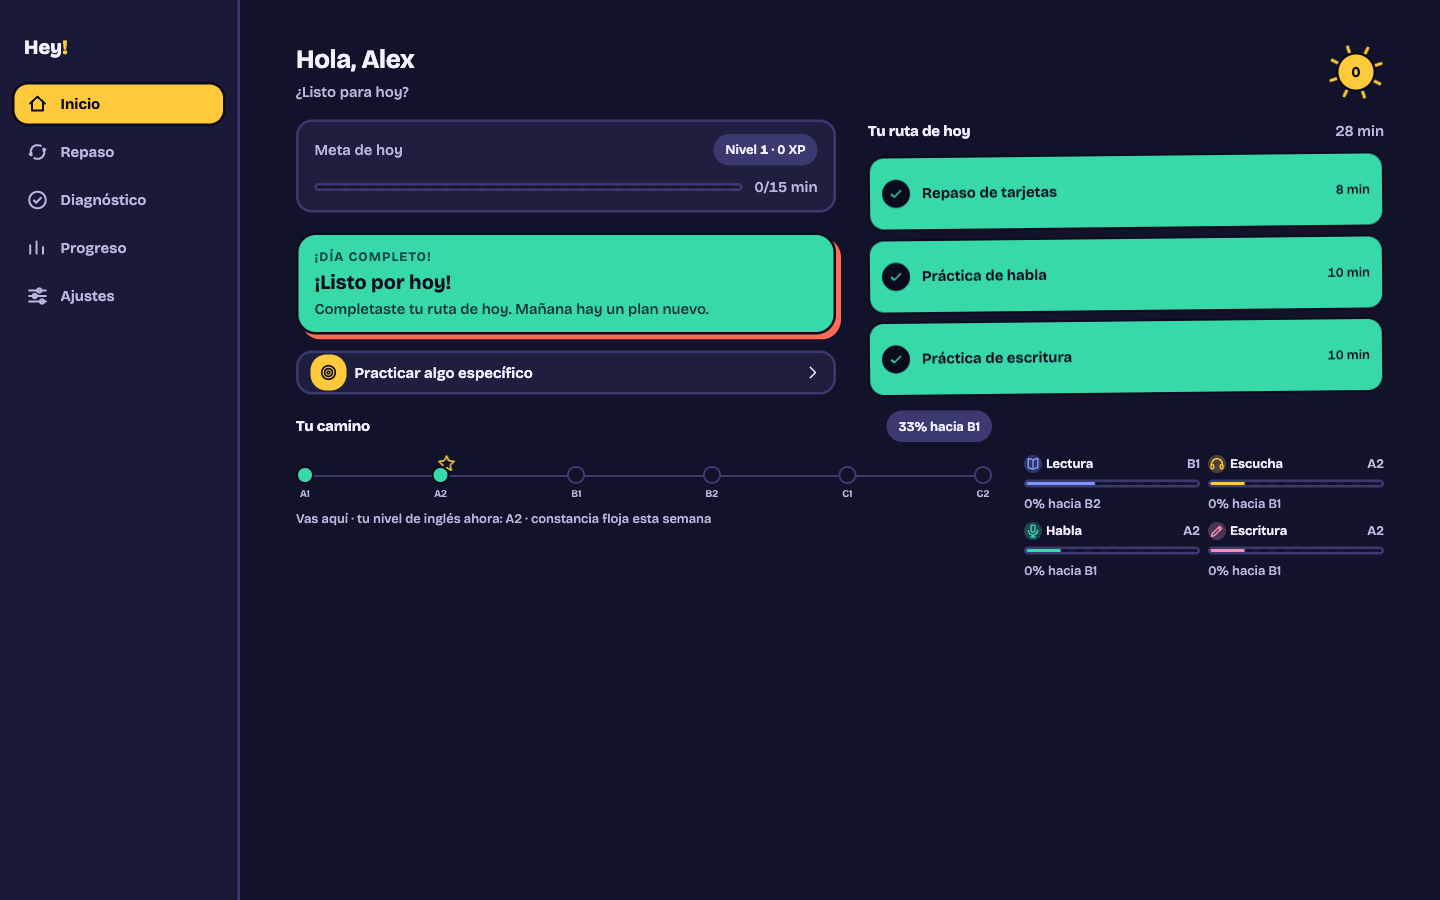 Hey!
Inicio
Repaso
Diagnóstico
Progreso
Ajustes
Hola, Alex
¿Listo para hoy?
0
Meta de hoy
Nivel 1 · 0 XP
0/15 min
¡DÍA COMPLETO!
¡Listo por hoy!
Completaste tu ruta de hoy. Mañana hay un plan nuevo.
Practicar algo específico
Tu ruta de hoy
28 min
Repaso de tarjetas
8 min
Práctica de habla
10 min
Práctica de escritura
10 min
Tu camino
33% hacia B1
A1
A2
B1
B2
C1
C2
Vas aquí · tu nivel de inglés ahora: A2 · constancia floja esta semana
Lectura
B1
0% hacia B2
Escucha
A2
0% hacia B1
Habla
A2
0% hacia B1
Escritura
A2
0% hacia B1